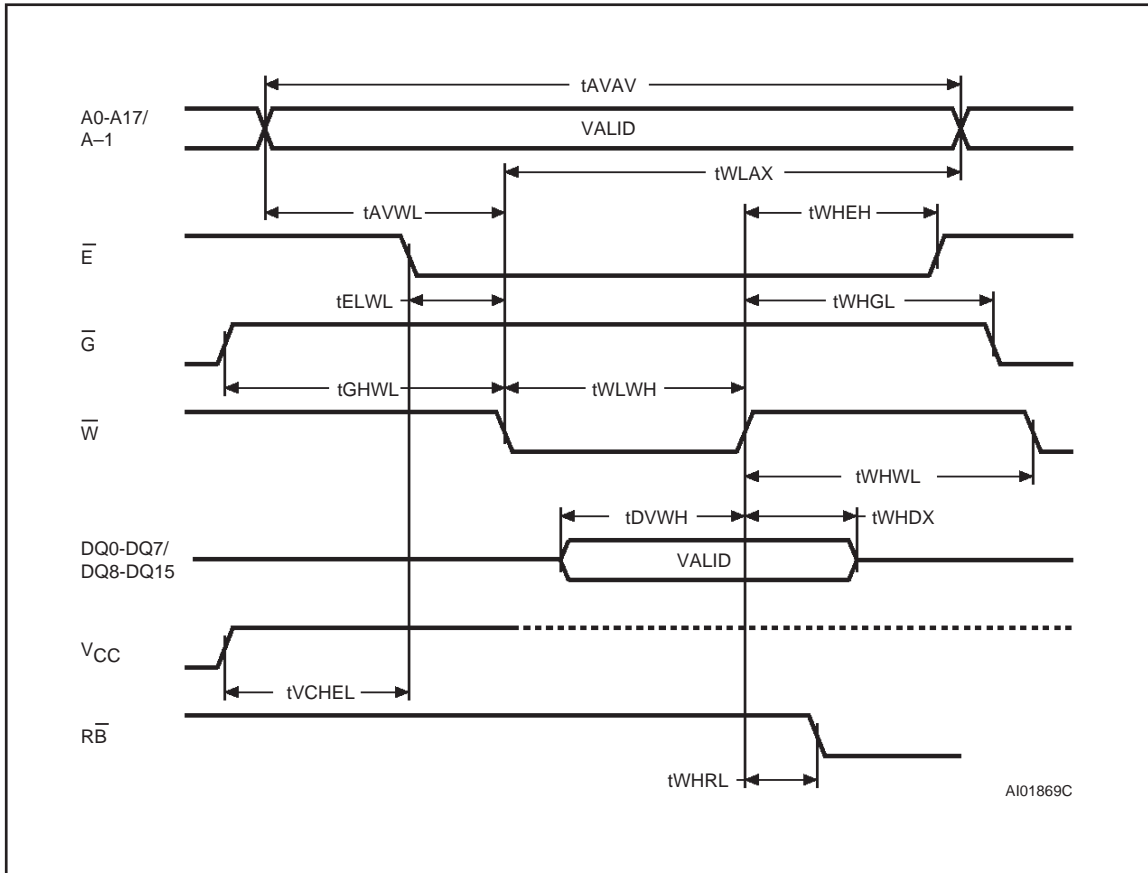 tAVAV
A0-A17/
A–1
VALID
tWLAX
tAVWL
tWHEH
E̅
tELWL
tWHGL
G̅
tGHWL
tWLWH
W̅
tWHWL
tDVWH
tWHDX
DQ0-DQ7/
DQ8-DQ15
VALID
VCC
tVCHEL
RB̅
tWHRL
AI01869C